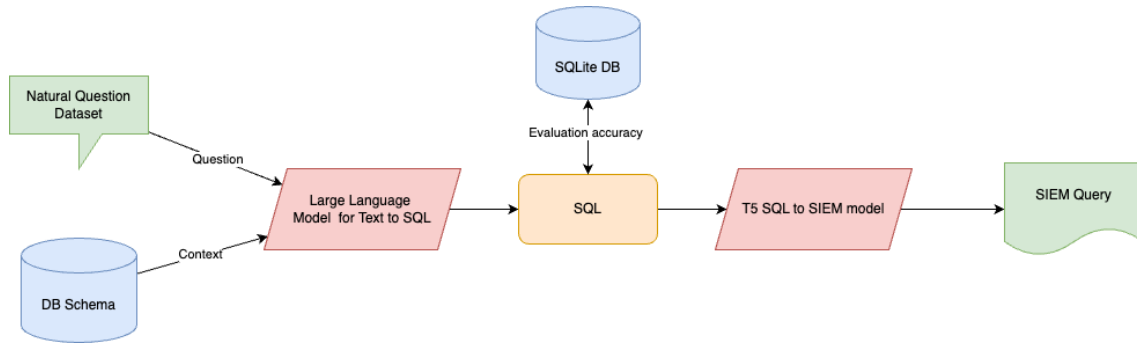 SQLite DB
Natural Question
Dataset
Evaluation accuracy
Question
Large Language
Model for Text to SQL
SQL
T5 SQL to SIEM model
SIEM Query
Context
DB Schema